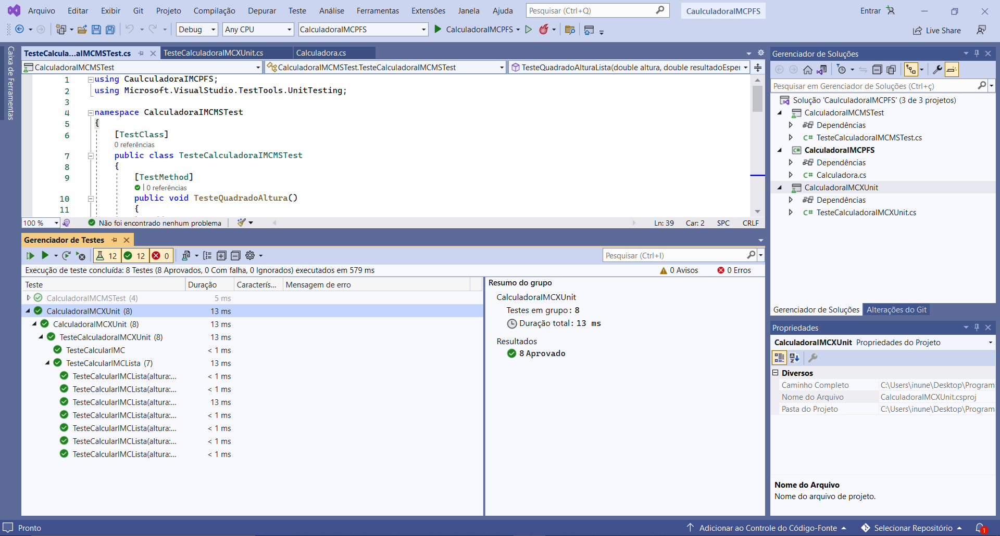 Arquivo Editar Exibir Git Projeto Compilação Depurar Teste Análise Ferramentas Extensões Janela Ajuda Pesquisar (Ctrl+Q) CaulculadoraIMCPFS Entrar
Debug Any CPU CalculadoraIMCPFS CalculadoraIMCPFS Live Share
Caixa de Ferramentas
TesteCalcula...aIMCMSTest.cs TesteCalculadoraIMCXUnit.cs Calculadora.cs
CalculadoraIMCMSTest CalculadoraIMCMSTest.TesteCalculadoraIMCMSTest TesteQuadradoAlturaLista(double altura, double resultadoEsper
1 using CaulculadoraIMCPFS;
2 using Microsoft.VisualStudio.TestTools.UnitTesting;
3
4 namespace CalculadoraIMCMSTest
5 {
6 [TestClass]
0 referências
7 public class TesteCalculadoraIMCMSTest
8 {
9 [TestMethod]
0 referências
10 public void TesteQuadradoAltura()
11 {
100 % Não foi encontrado nenhum problema Ln: 39 Car: 2 SPC CRLF
Gerenciador de Testes
12 12 0 Pesquisar (Ctrl+I)
Execução de teste concluída: 8 Testes (8 Aprovados, 0 Com falha, 0 Ignorados) executados em 579 ms 0 Avisos 0 Erros
Teste Duração Caracterís... Mensagem de erro
CalculadoraIMCMSTest (4) 5 ms
CalculadoraIMCXUnit (8) 13 ms
CalculadoraIMCXUnit (8) 13 ms
TesteCalculadoraIMCXUnit (8) 13 ms
TesteCalcularIMC < 1 ms
TesteCalcularIMCLista (7) 13 ms
TesteCalcularIMCLista(altura:... < 1 ms
TesteCalcularIMCLista(altura:... < 1 ms
TesteCalcularIMCLista(altura:... 13 ms
TesteCalcularIMCLista(altura:... < 1 ms
TesteCalcularIMCLista(altura:... < 1 ms
TesteCalcularIMCLista(altura:... < 1 ms
TesteCalcularIMCLista(altura:... < 1 ms
Resumo do grupo
CalculadoraIMCXUnit
Testes em grupo: 8
Duração total: 13 ms
Resultados
8 Aprovado
Gerenciador de Soluções
Pesquisar em Gerenciador de Soluções (Ctrl+ç)
Solução 'CaulculadoraIMCPFS' (3 de 3 projetos)
CalculadoraIMCMSTest
Dependências
C# TesteCalculadoraIMCMSTest.cs
C# CalculadoraIMCPFS
Dependências
C# Calculadora.cs
CalculadoraIMCXUnit
Dependências
C# TesteCalculadoraIMCXUnit.cs
Gerenciador de Soluções Alterações do Git
Propriedades
CalculadoraIMCXUnit Propriedades do Projeto
Diversos
Caminho Completo C:\Users\inune\Desktop\Program
Nome do Arquivo CalculadoraIMCXUnit.csproj
Pasta do Projeto C:\Users\inune\Desktop\Program
Nome do Arquivo
Nome do arquivo de projeto.
Pronto Adicionar ao Controle do Código-Fonte Selecionar Repositório 1